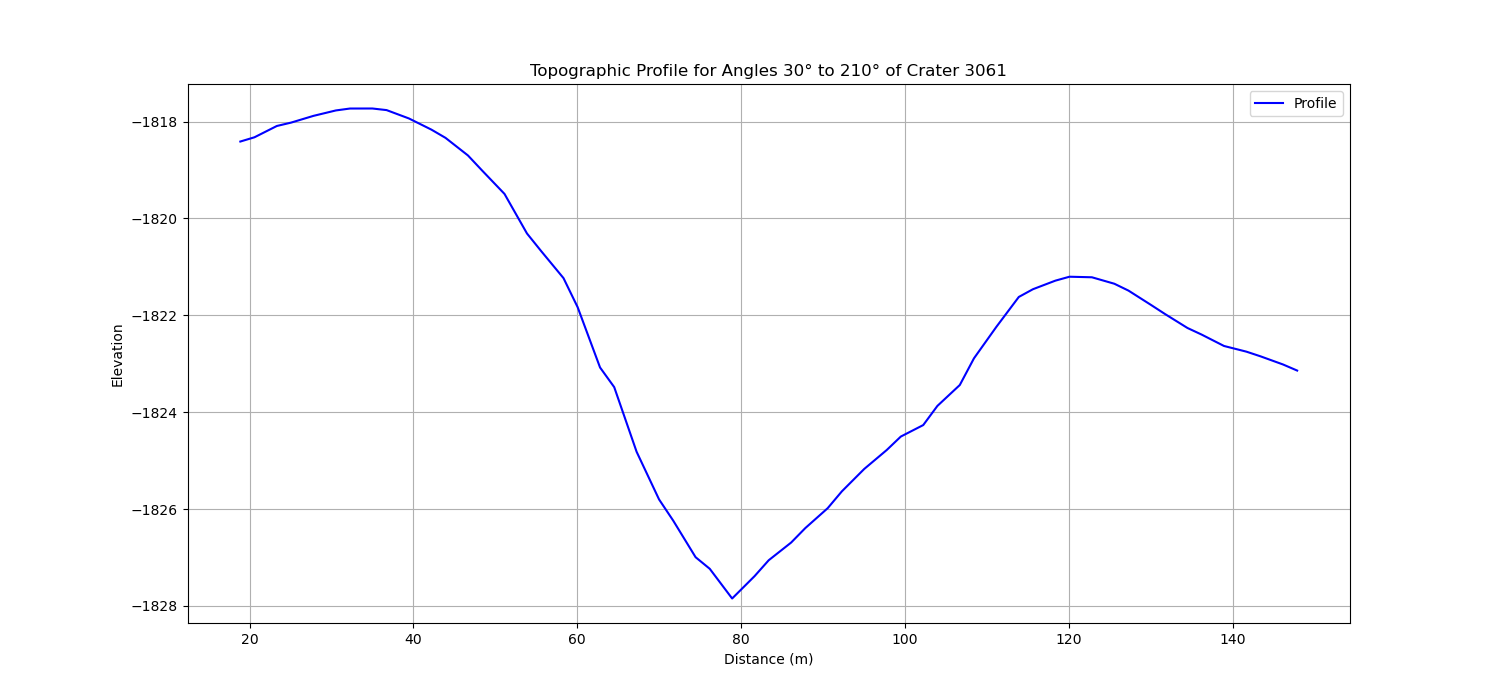 Topographic Profile for Angles 30° to 210° of Crater 3061
Profile
−1818
−1820
−1822
−1824
−1826
−1828
Elevation
20 40 60 80 100 120 140
Distance (m)